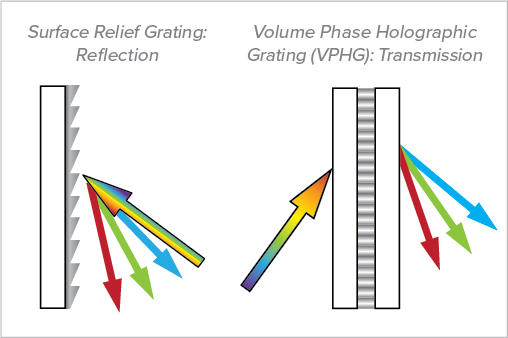 Surface Relief Grating:
Reflection
Volume Phase Holographic
Grating (VPHG): Transmission